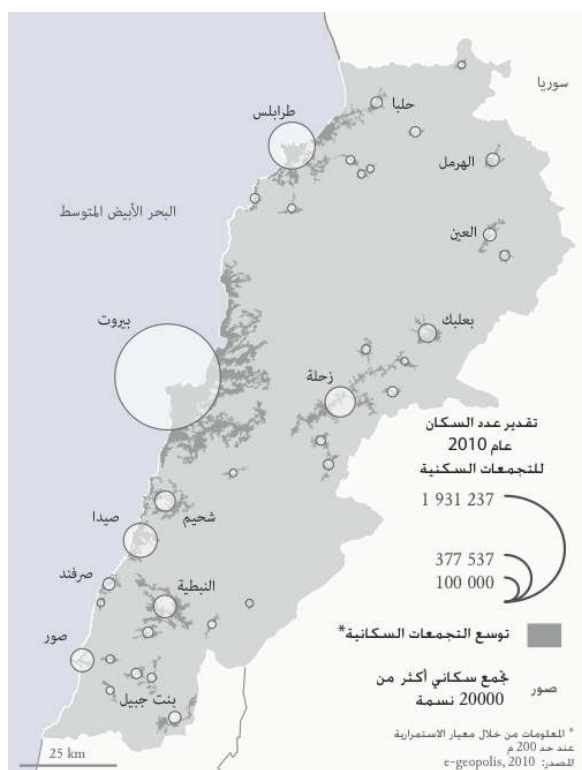 سوريا
حلبا
طرابلس
الهرمل
البحر الأبيض المتوسط
العين
بيروت
بعلبك
زحلة
تقدير عدد السكان
عام 2010
للتجمعات السكنية
1 931 237
377 537
100 000
شحيم
صيدا
صرفند
النبطية
توسع التجمعات السكانية*
صور
بنت جبيل
صور
تجمع سكاني أكثر من
20000 نسمة
* المعلومات من خلال معيار الاستمرارية
عند حد 200 م
المصدر: e-geopolis, 2010
25 km